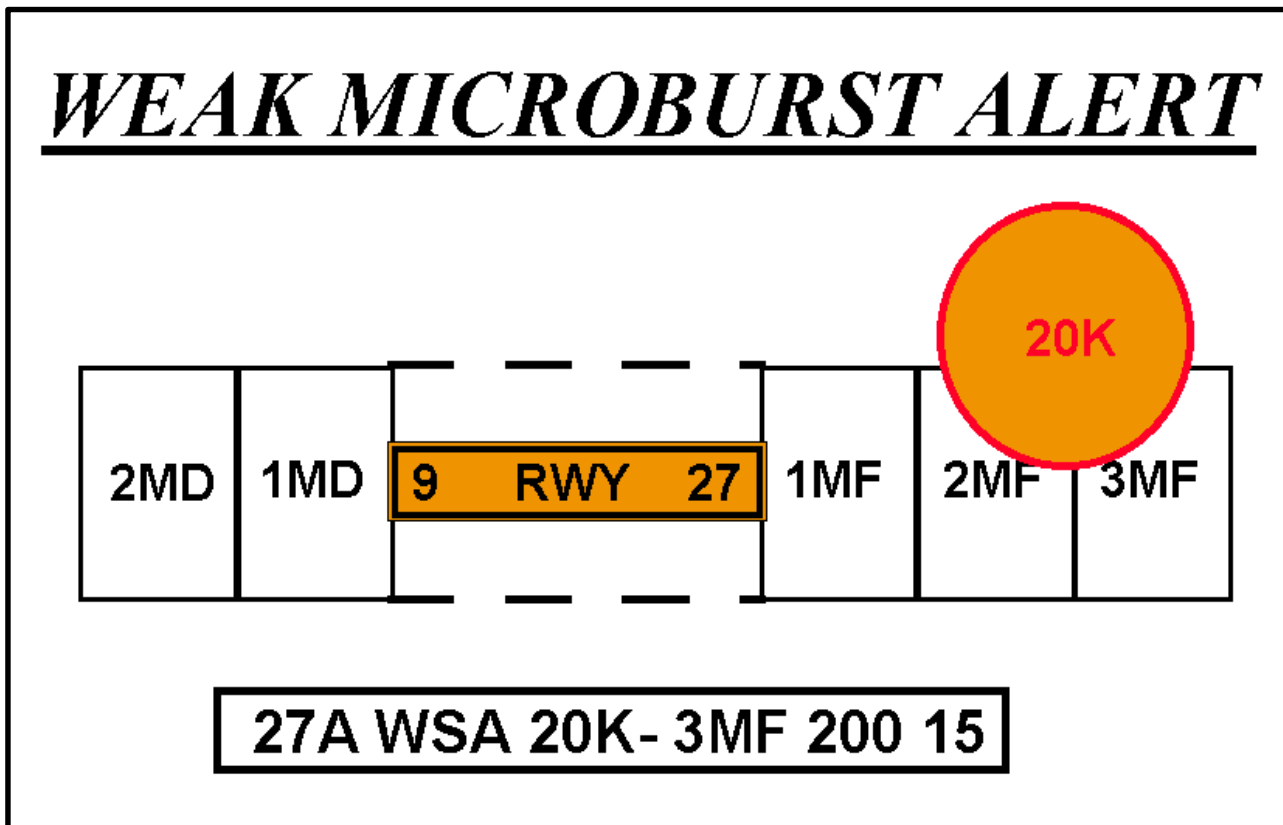 WEAK MICROBURST ALERT
20K
2MD 1MD 9 RWY 27 1MF 2MF 3MF
27A WSA 20K- 3MF 200 15